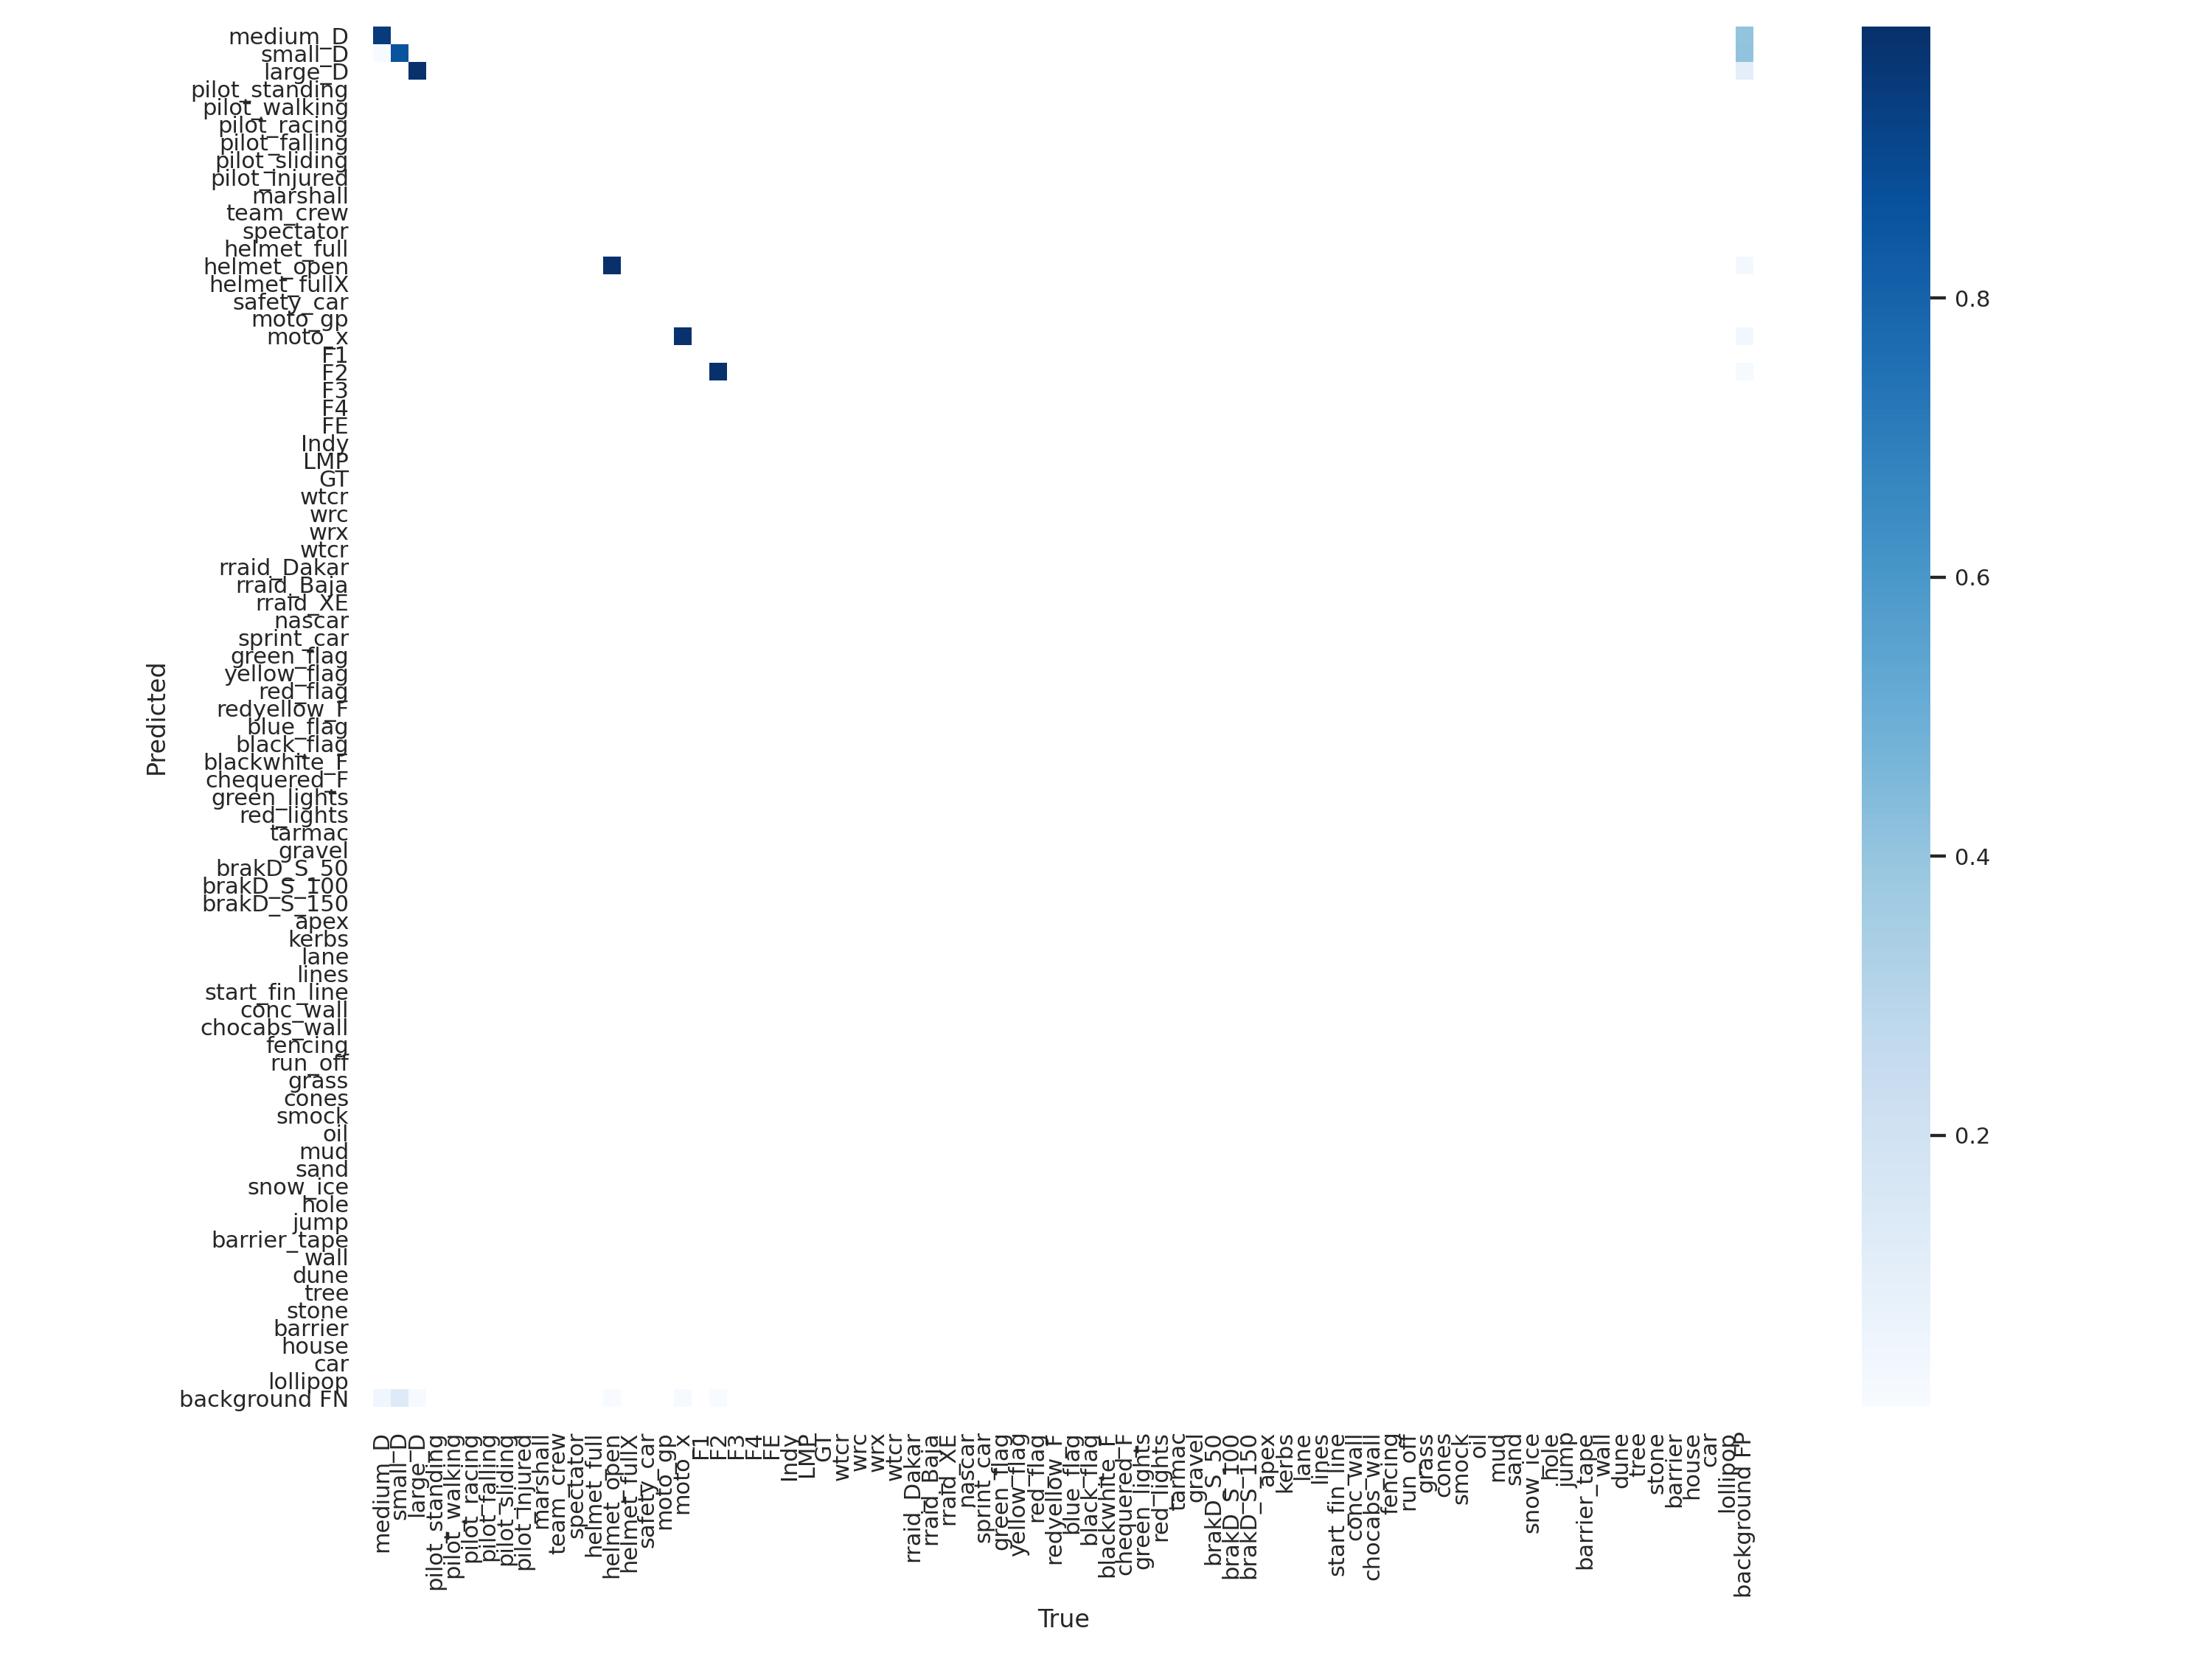 medium_D
small_D
large_D
pilot_standing
pilot_walking
pilot_racing
pilot_falling
pilot_sliding
pilot_injured
marshall
team_crew
spectator
helmet_full
helmet_open
helmet_fullX
safety_car
moto_gp
moto_x
F1
F2
F3
F4
FE
Indy
LMP
GT
wtcr
wrc
wrx
wtcr
rraid_Dakar
rraid_Baja
rraid_XE
nascar
sprint_car
green_flag
yellow_flag
red_flag
redyellow_F
blue_flag
black_flag
blackwhite_F
chequered_F
green_lights
red_lights
tarmac
gravel
brakD_S_50
brakD_S_100
brakD_S_150
apex
kerbs
lane
lines
start_fin_line
conc_wall
chocabs_wall
fencing
run_off
grass
cones
smock
oil
mud
sand
snow_ice
hole
jump
barrier_tape
wall
dune
tree
stone
barrier
house
car
lollipop
background FN
Predicted
medium_D
small_D
large_D
pilot_standing
pilot_walking
pilot_racing
pilot_falling
pilot_sliding
pilot_injured
marshall
team_crew
spectator
helmet_full
helmet_open
helmet_fullX
safety_car
moto_gp
moto_x
F1
F2
F3
F4
FE
Indy
LMP
GT
wtcr
wrc
wrx
wtcr
rraid_Dakar
rraid_Baja
rraid_XE
nascar
sprint_car
green_flag
yellow_flag
red_flag
redyellow_F
blue_flag
black_flag
blackwhite_F
chequered_F
green_lights
red_lights
tarmac
gravel
brakD_S_50
brakD_S_100
brakD_S_150
apex
kerbs
lane
lines
start_fin_line
conc_wall
chocabs_wall
fencing
run_off
grass
cones
smock
oil
mud
sand
snow_ice
hole
jump
barrier_tape
wall
dune
tree
stone
barrier
house
car
lollipop
background FP
True
0.8
0.6
0.4
0.2